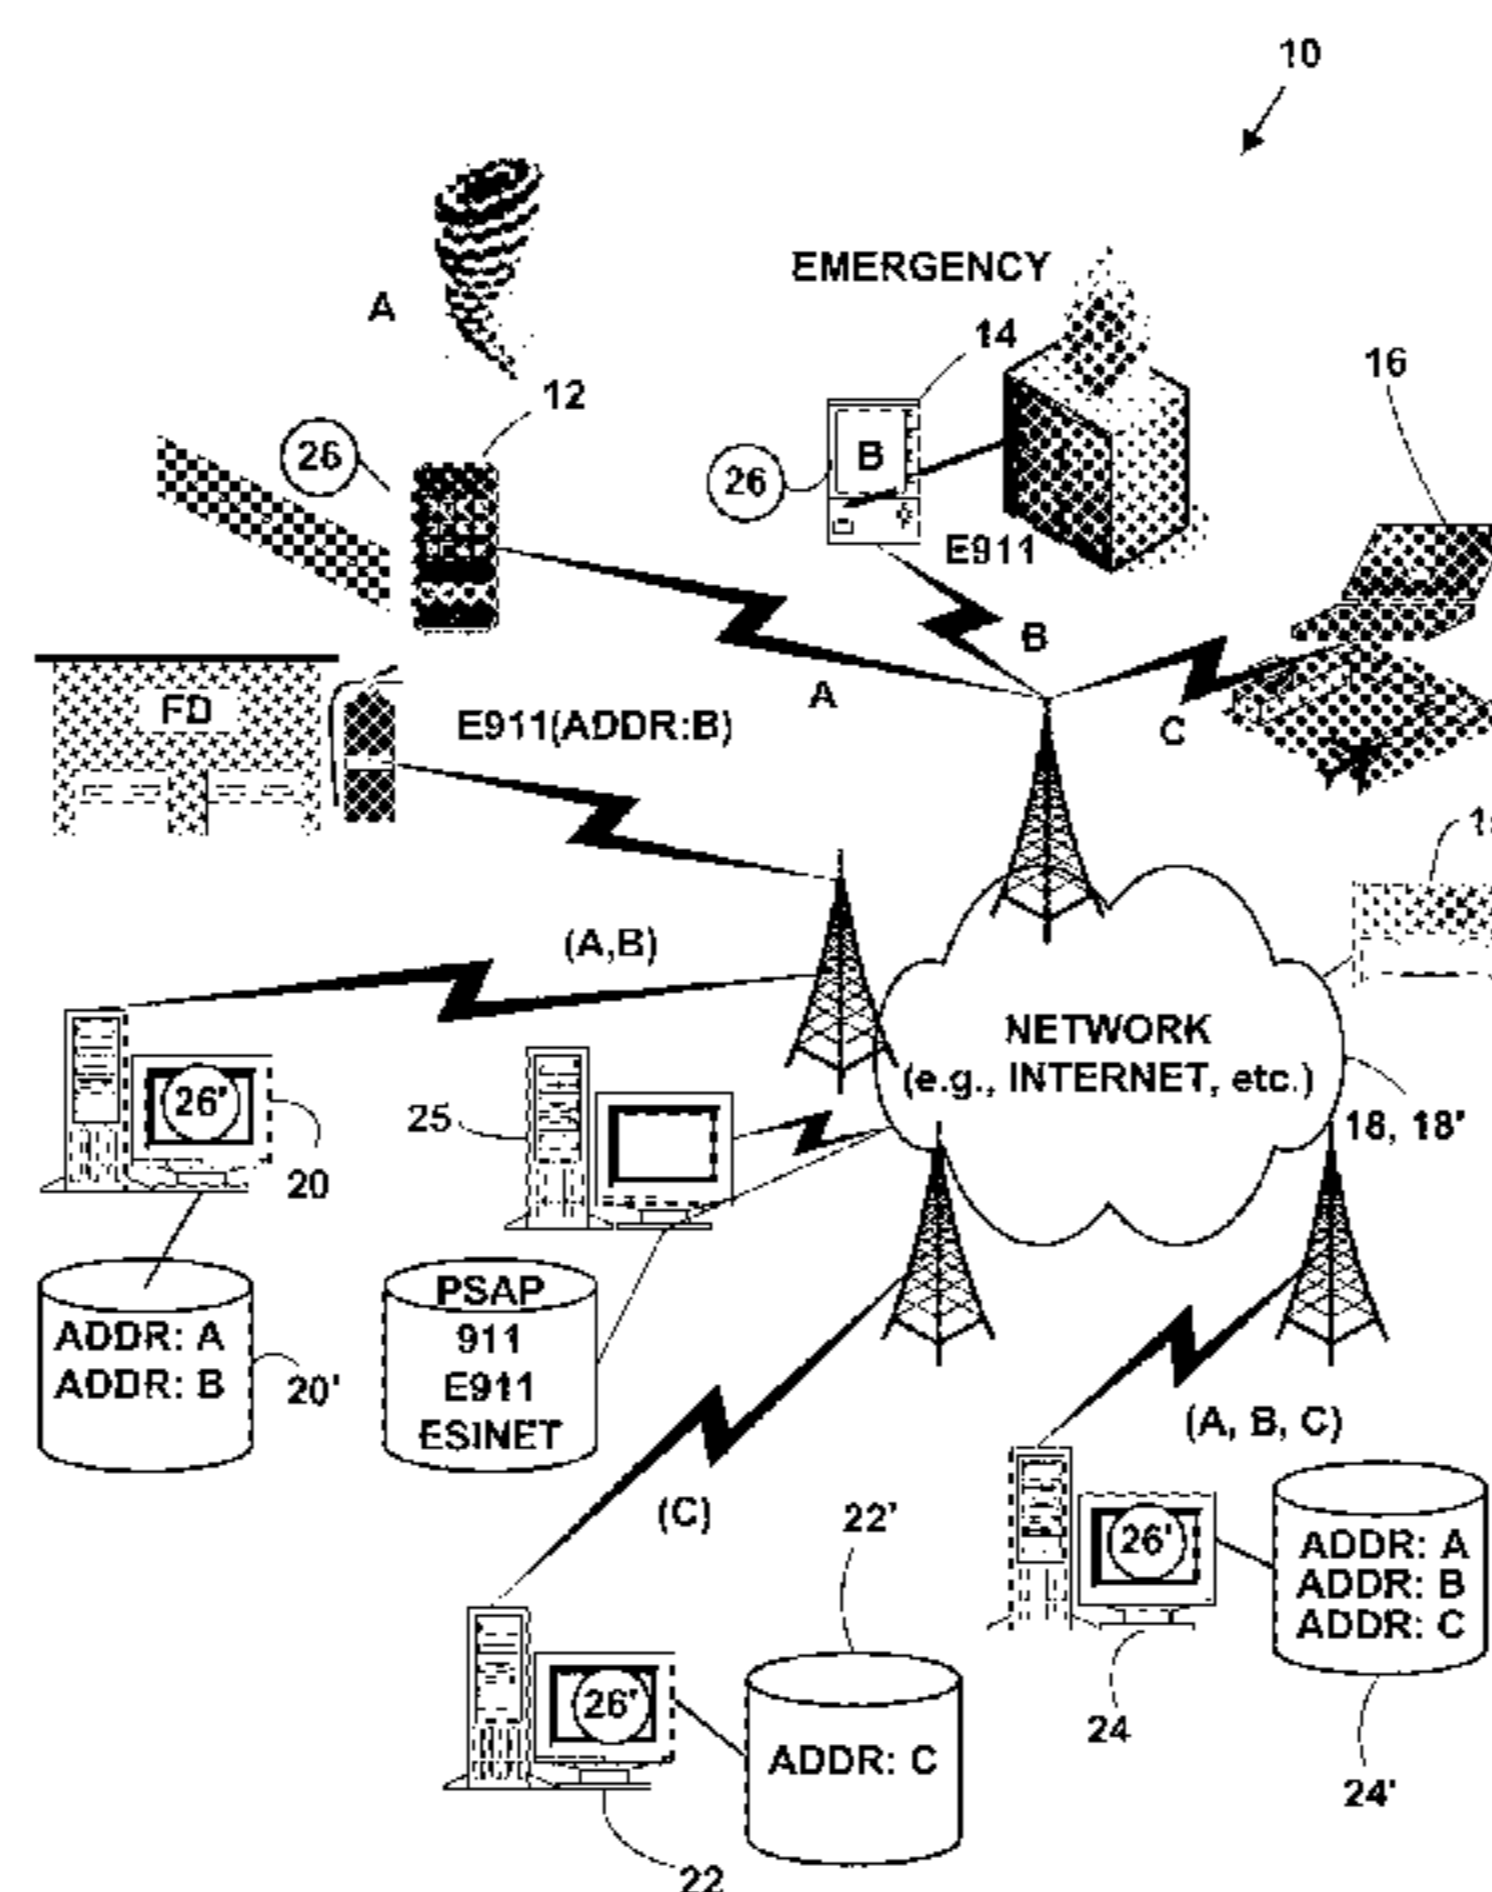 10
EMERGENCY
A
14
16
12
26
B
26
E911
B
FD
A
E911(ADDR:B)
C
(A,B)
NETWORK
(e.g., INTERNET, etc.)
26'
25
18, 18'
20
PSAP
911
E911
ESINET
ADDR: A
ADDR: B
20'
(A, B, C)
(C)
22'
26'
ADDR: A
ADDR: B
ADDR: C
26'
ADDR: C
24
24'
22